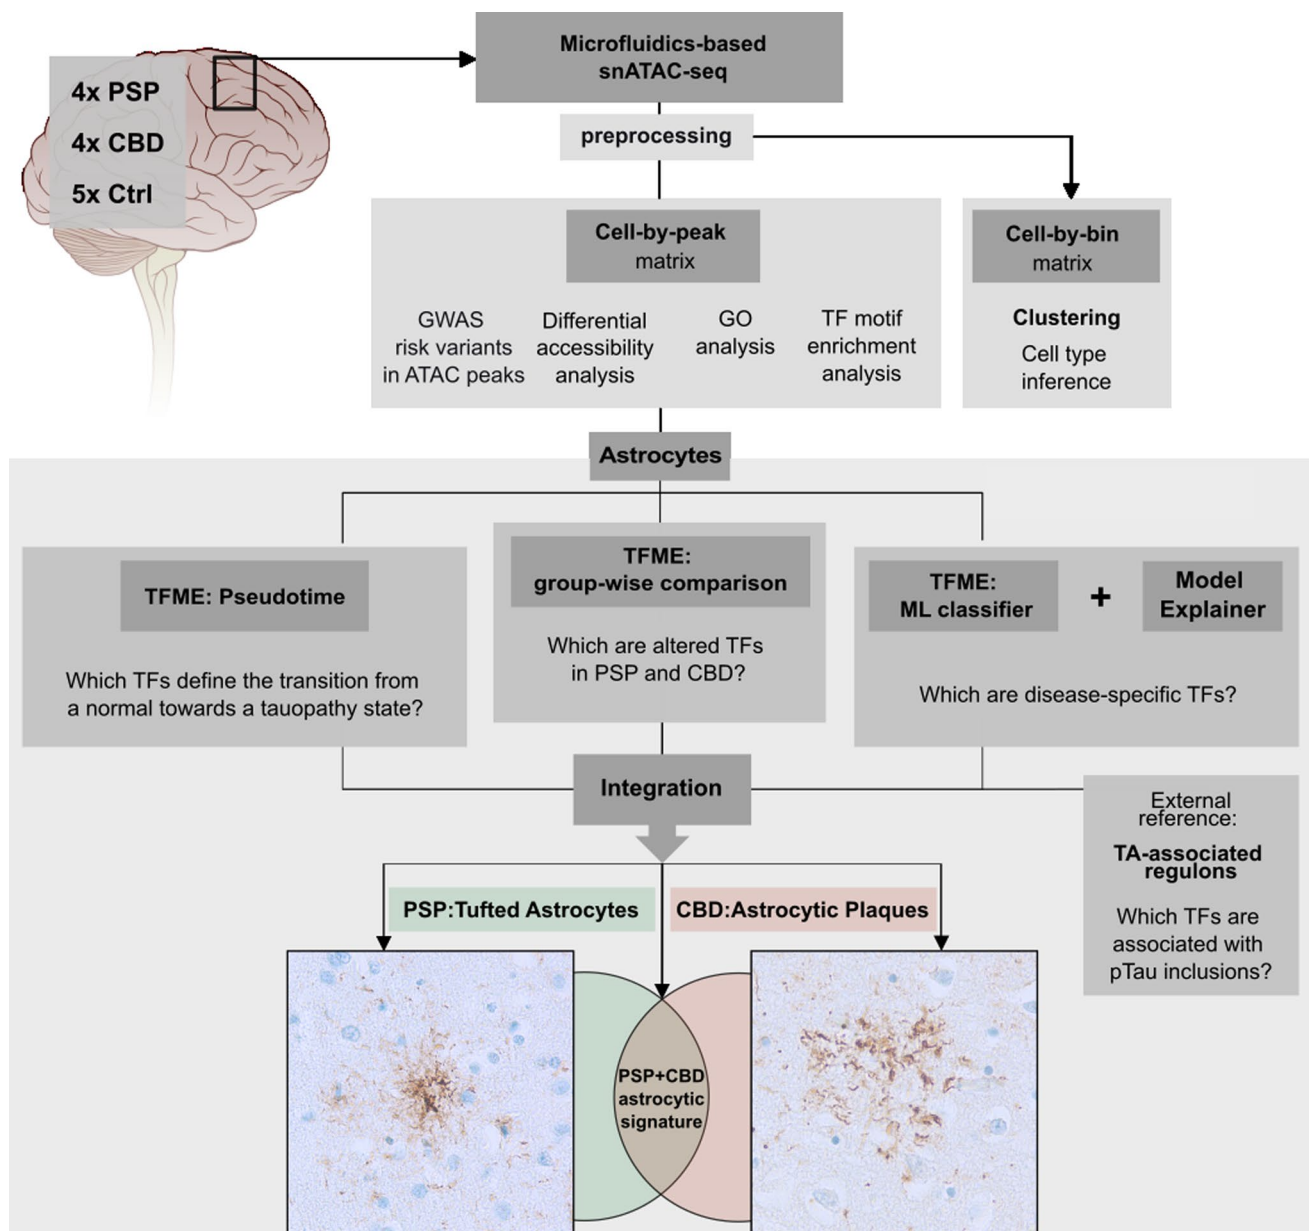 4x PSP
4x CBD
5x Ctrl
Microfluidics-based
snATAC-seq
preprocessing
Cell-by-peak
matrix
GWAS
risk variants
in ATAC peaks
Differential
accessibility
analysis
GO
analysis
TF motif
enrichment
analysis
Cell-by-bin
matrix
Clustering
Cell type
inference
Astrocytes
TFME: Pseudotime
Which TFs define the transition from
a normal towards a tauopathy state?
TFME:
group-wise comparison
Which are altered TFs
in PSP and CBD?
TFME:
ML classifier
+
Model
Explainer
Which are disease-specific TFs?
Integration
External
reference:
TA-associated
regulons
Which TFs are
associated with
pTau inclusions?
PSP:Tufted Astrocytes
CBD:Astrocytic Plaques
PSP+CBD
astrocytic
signature